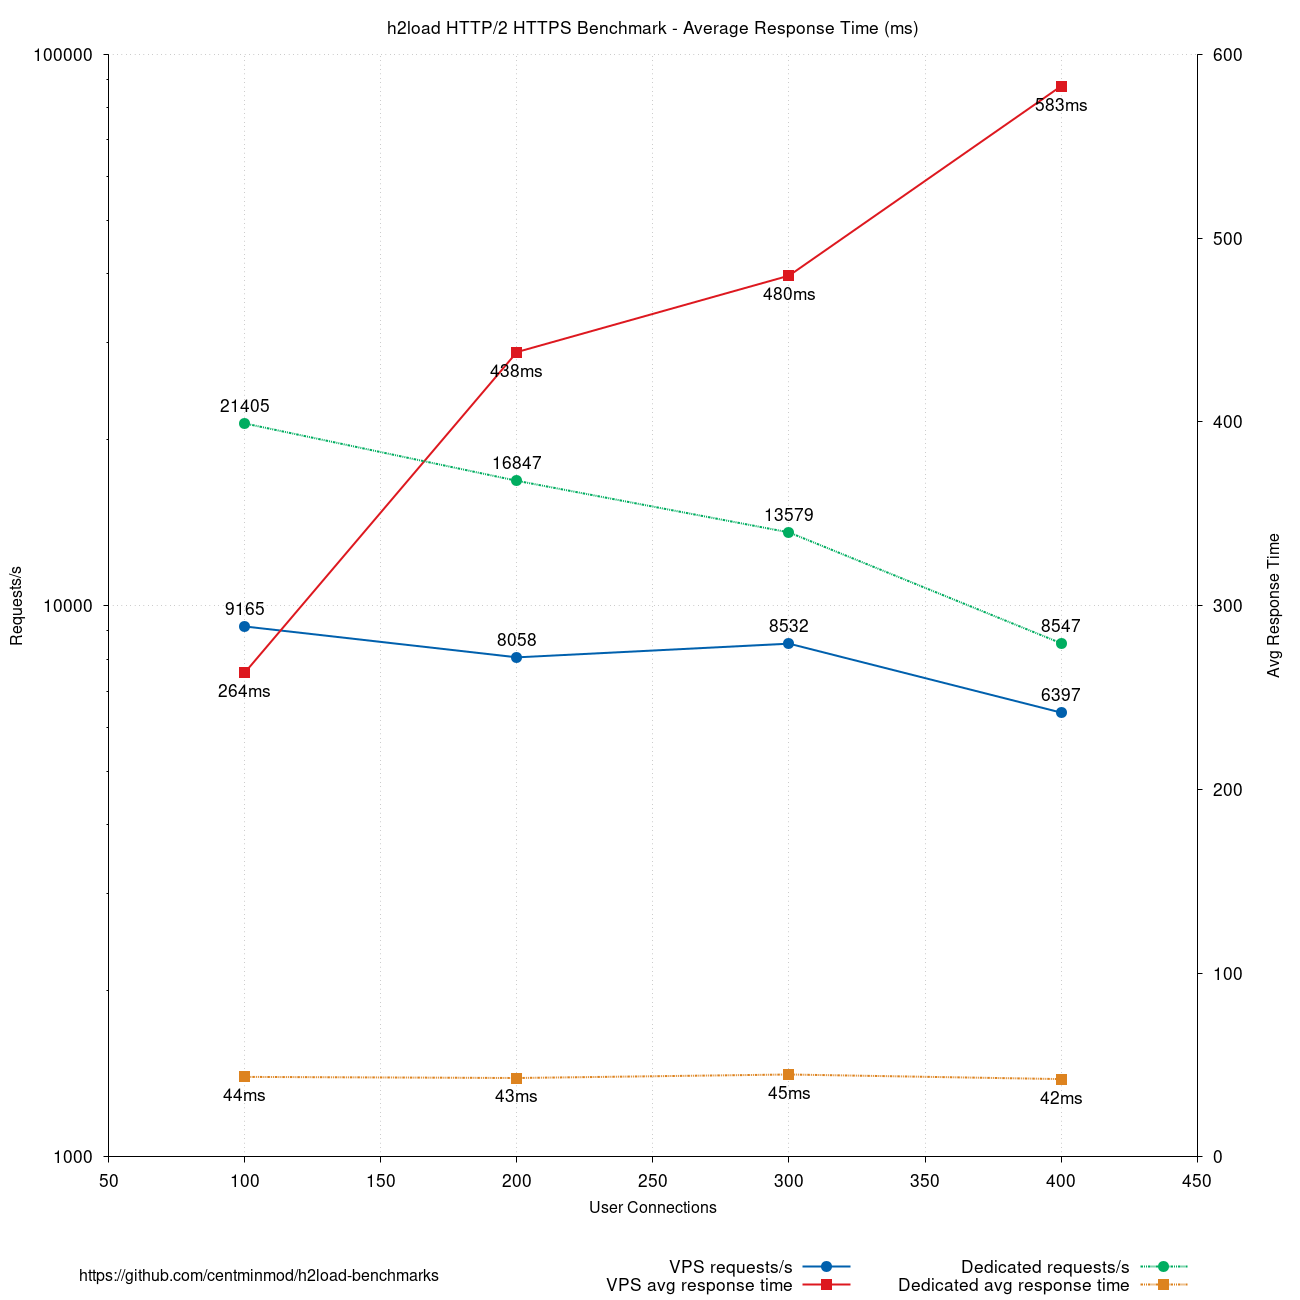 h2load HTTP/2 HTTPS Benchmark - Average Response Time (ms)
100000
600
583ms
500
480ms
438ms
21405
400
16847
13579
Requests/s
Avg Response Time
10000
300
9165
8058
8532
8547
264ms
6397
200
100
44ms
43ms
45ms
42ms
1000
0
50 100 150 200 250 300 350 400 450
User Connections
https://github.com/centminmod/h2load-benchmarks
VPS requests/s
Dedicated requests/s
VPS avg response time
Dedicated avg response time